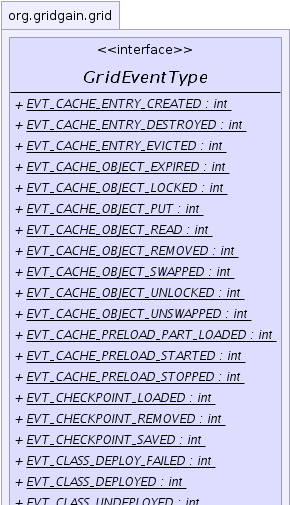 org.gridgain.grid
<<interface>>
GridEventType
+ EVT_CACHE_ENTRY_CREATED : int
+ EVT_CACHE_ENTRY_DESTROYED : int
+ EVT_CACHE_ENTRY_EVICTED : int
+ EVT_CACHE_OBJECT_EXPIRED : int
+ EVT_CACHE_OBJECT_LOCKED : int
+ EVT_CACHE_OBJECT_PUT : int
+ EVT_CACHE_OBJECT_READ : int
+ EVT_CACHE_OBJECT_REMOVED : int
+ EVT_CACHE_OBJECT_SWAPPED : int
+ EVT_CACHE_OBJECT_UNLOCKED : int
+ EVT_CACHE_OBJECT_UNSWAPPED : int
+ EVT_CACHE_PRELOAD_PART_LOADED : int
+ EVT_CACHE_PRELOAD_STARTED : int
+ EVT_CACHE_PRELOAD_STOPPED : int
+ EVT_CHECKPOINT_LOADED : int
+ EVT_CHECKPOINT_REMOVED : int
+ EVT_CHECKPOINT_SAVED : int
+ EVT_CLASS_DEPLOY_FAILED : int
+ EVT_CLASS_DEPLOYED : int
+ EVT_CLASS_UNDEPLOYED : int